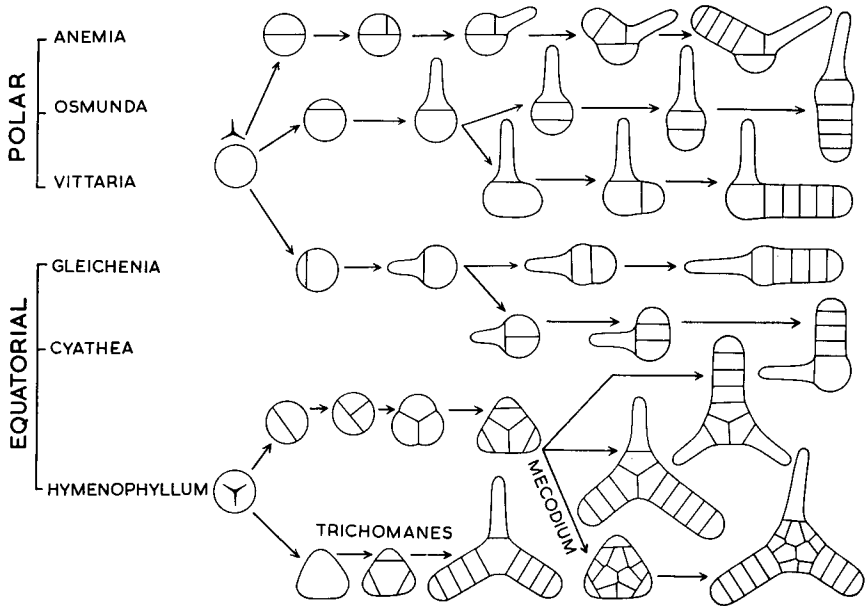 POLAR
ANEMIA
OSMUNDA
VITTARIA
EQUATORIAL
GLEICHENIA
CYATHEA
HYMENOPHYLLUM
TRICHOMANES
MECODIUM